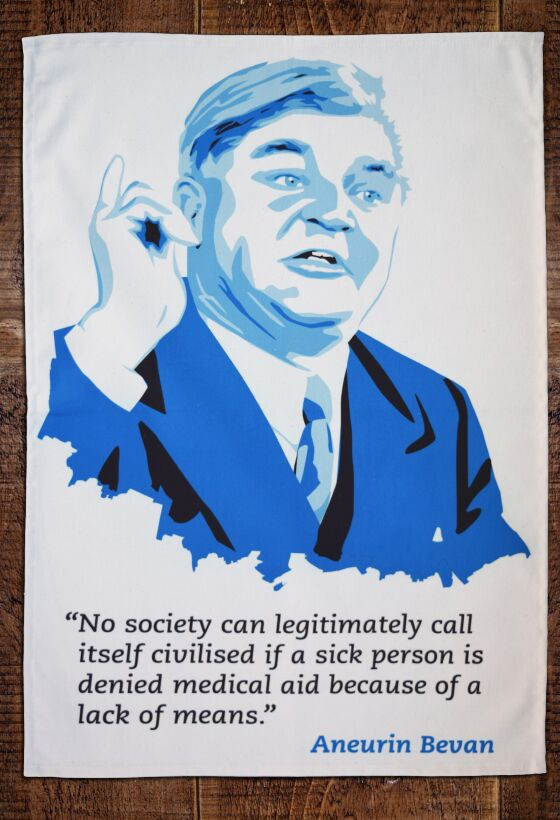 “No society can legitimately call
itself civilised if a sick person is
denied medical aid because of a
lack of means.”
Aneurin Bevan